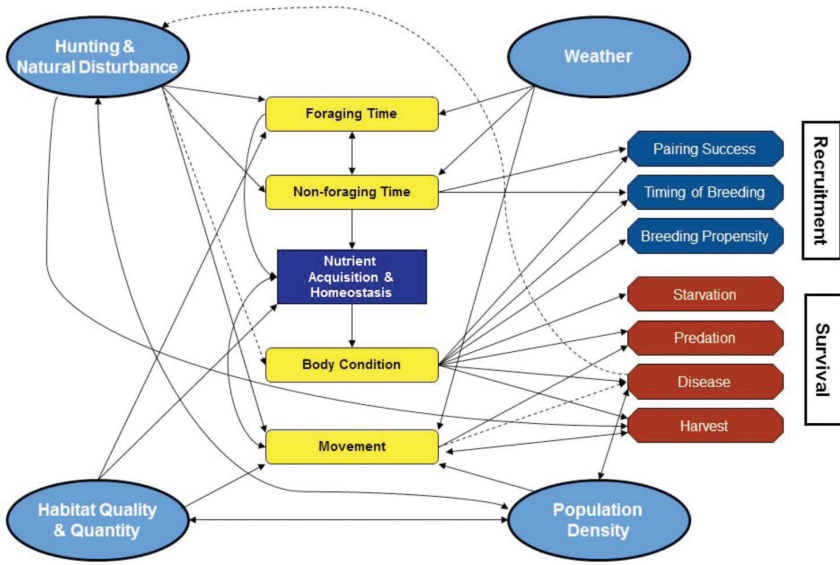 Hunting &
Natural Disturbance
Weather
Foraging Time
Non-foraging Time
Nutrient
Acquisition &
Homeostasis
Body Condition
Movement
Pairing Success
Timing of Breeding
Breeding Propensity
Recruitment
Starvation
Predation
Disease
Harvest
Survival
Habitat Quality
& Quantity
Population
Density